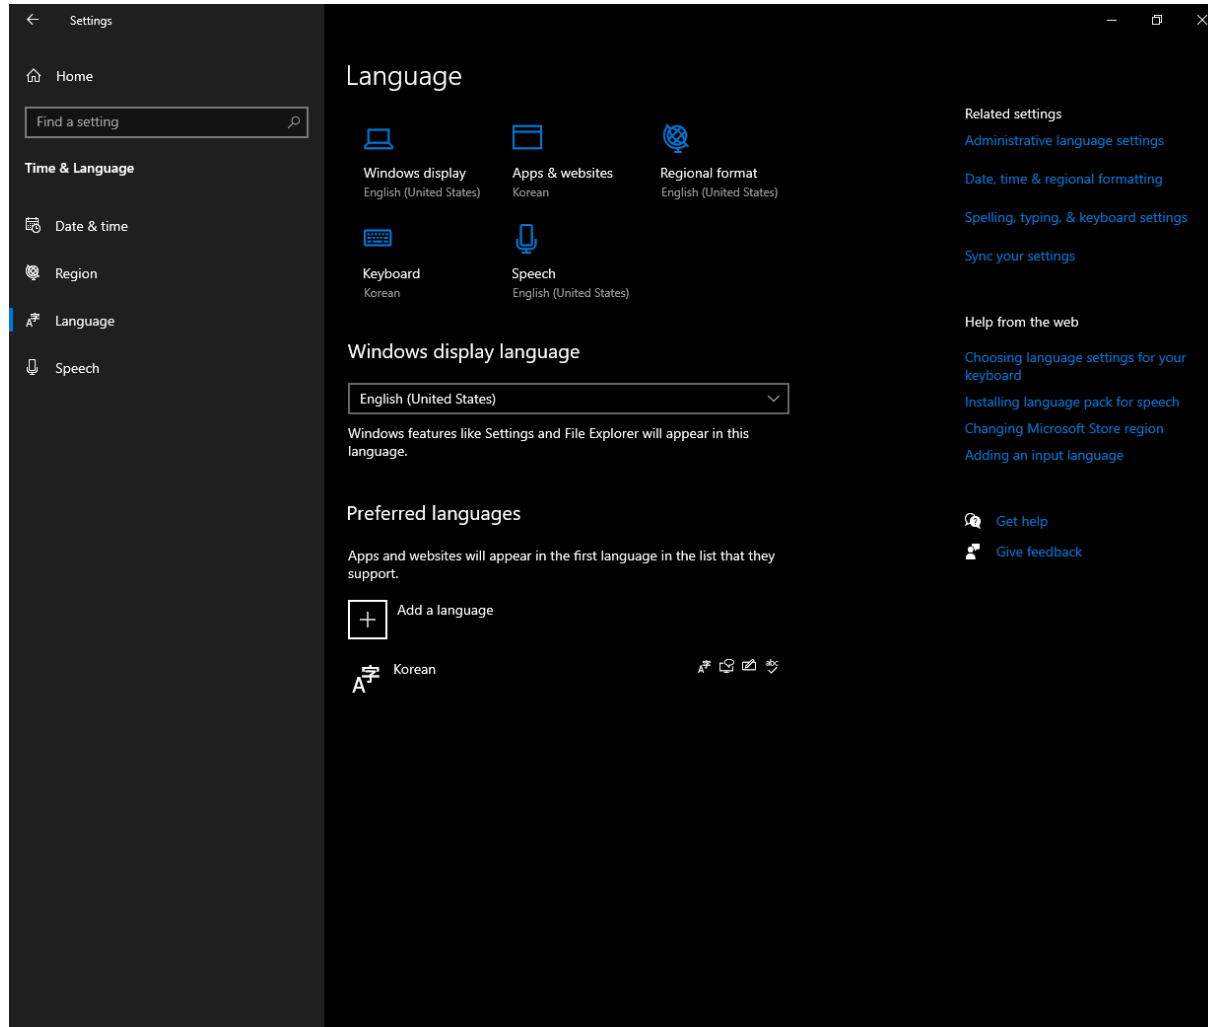 Settings
Home
Find a setting
Time & Language
Date & time
Region
Language
Speech
Language
Windows display
English (United States)
Apps & websites
Korean
Regional format
English (United States)
Keyboard
Korean
Speech
English (United States)
Windows display language
English (United States)
Windows features like Settings and File Explorer will appear in this
language.
Preferred languages
Apps and websites will appear in the first language in the list that they
support.
Add a language
A字 Korean
Related settings
Administrative language settings
Date, time & regional formatting
Spelling, typing, & keyboard settings
Sync your settings
Help from the web
Choosing language settings for your
keyboard
Installing language pack for speech
Changing Microsoft Store region
Adding an input language
Get help
Give feedback